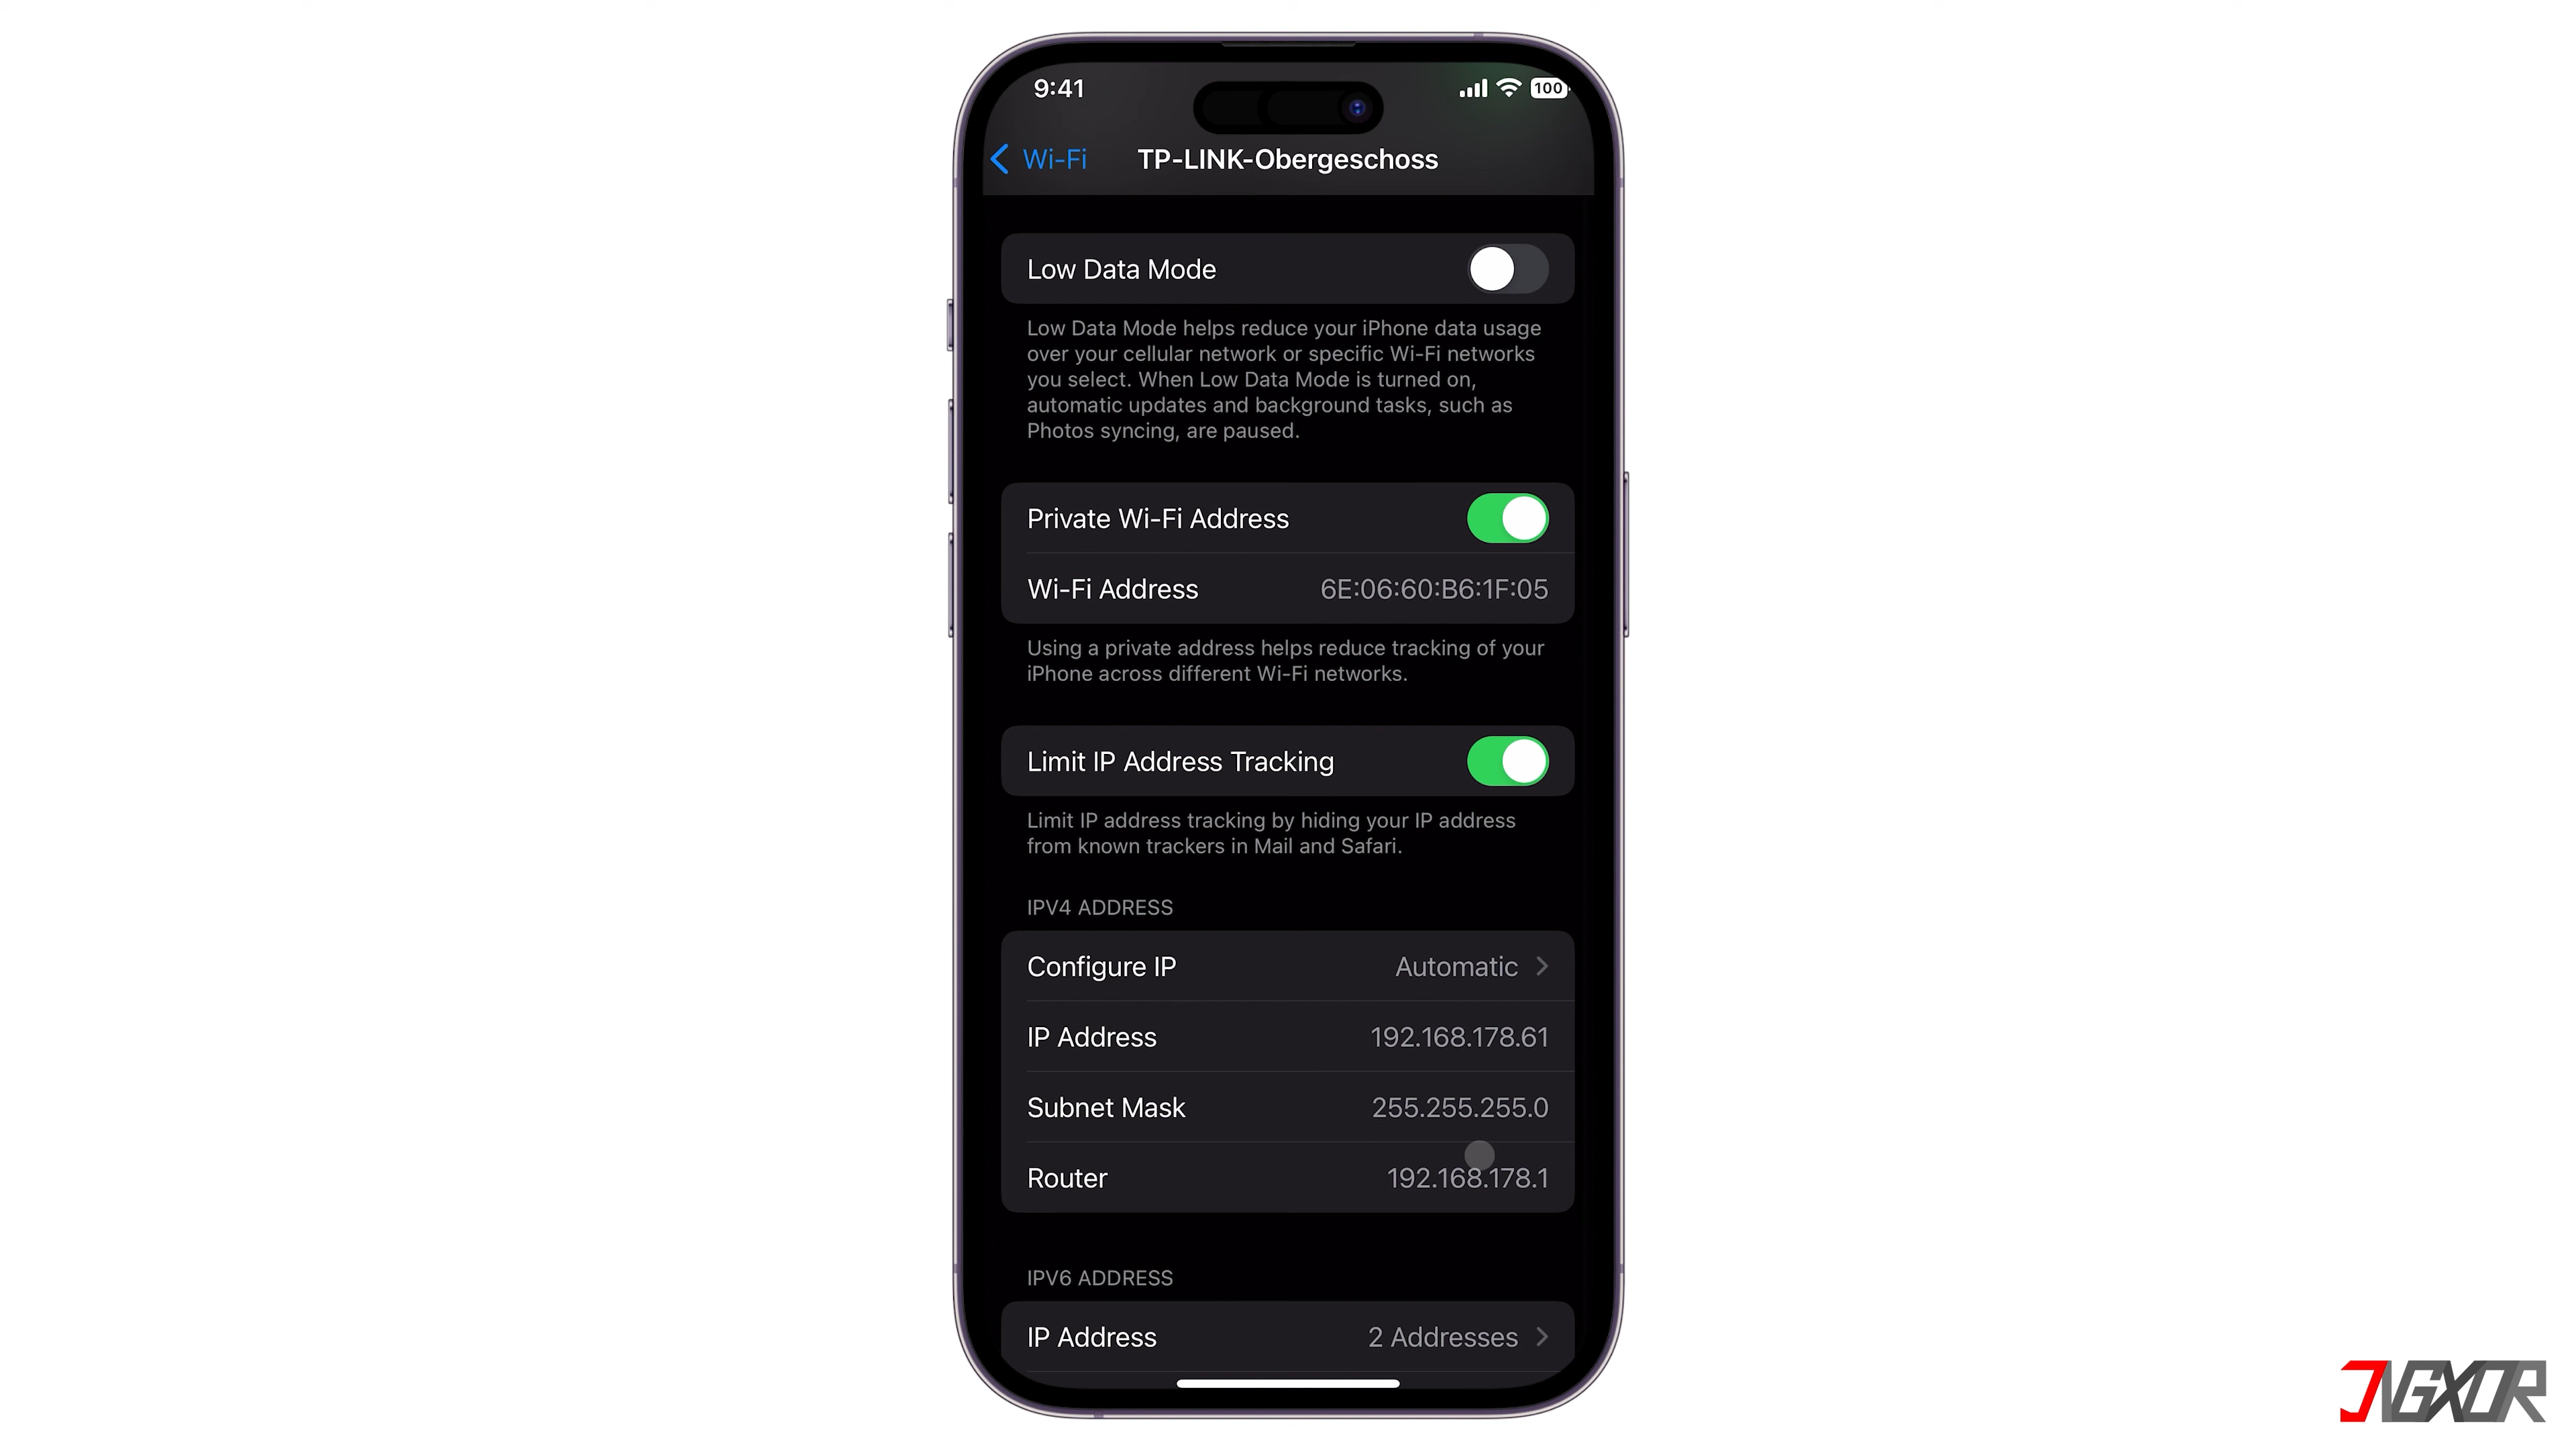 9:41
100
Wi-Fi
TP-LINK-Obergeschoss
Low Data Mode
Low Data Mode helps reduce your iPhone data usage
over your cellular network or specific Wi-Fi networks
you select. When Low Data Mode is turned on,
automatic updates and background tasks, such as
Photos syncing, are paused.
Private Wi-Fi Address
Wi-Fi Address 6E:06:60:B6:1F:05
Using a private address helps reduce tracking of your
iPhone across different Wi-Fi networks.
Limit IP Address Tracking
Limit IP address tracking by hiding your IP address
from known trackers in Mail and Safari.
IPV4 ADDRESS
Configure IP Automatic
IP Address 192.168.178.61
Subnet Mask 255.255.255.0
Router 192.168.178.1
IPV6 ADDRESS
IP Address 2 Addresses